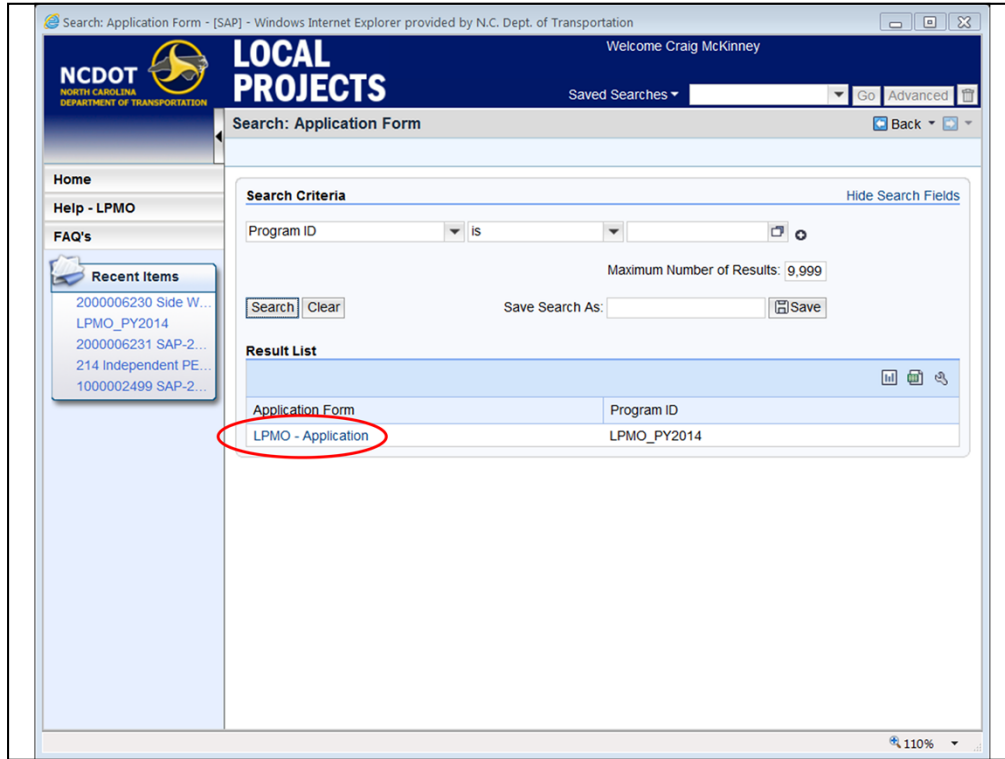 Search: Application Form - [SAP] - Windows Internet Explorer provided by N.C. Dept. of Transportation
NCDOT
NORTH CAROLINA
DEPARTMENT OF TRANSPORTATION
LOCAL
PROJECTS
Welcome Craig McKinney
Saved Searches Go Advanced
Search: Application Form Back
Home
Help - LPMO
FAQ's
Recent Items
2000006230 Side W...
LPMO_PY2014
2000006231 SAP-2...
214 Independent PE...
1000002499 SAP-2...
Search Criteria Hide Search Fields
Program ID is
Maximum Number of Results: 9,999
Search Clear Save Search As: Save
Result List
Application Form Program ID
LPMO - Application LPMO_PY2014
110%